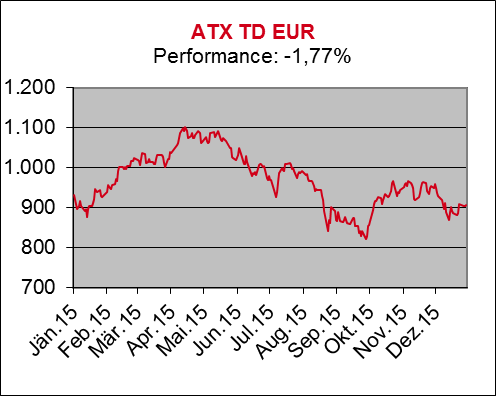 ATX TD EUR
Performance: -1,77%
1.200
1.100
1.000
900
800
700
Jän. 15
Feb. 15
Mär. 15
Apr. 15
Mai. 15
Jun. 15
Jul. 15
Aug. 15
Sep. 15
Okt. 15
Nov. 15
Dez. 15